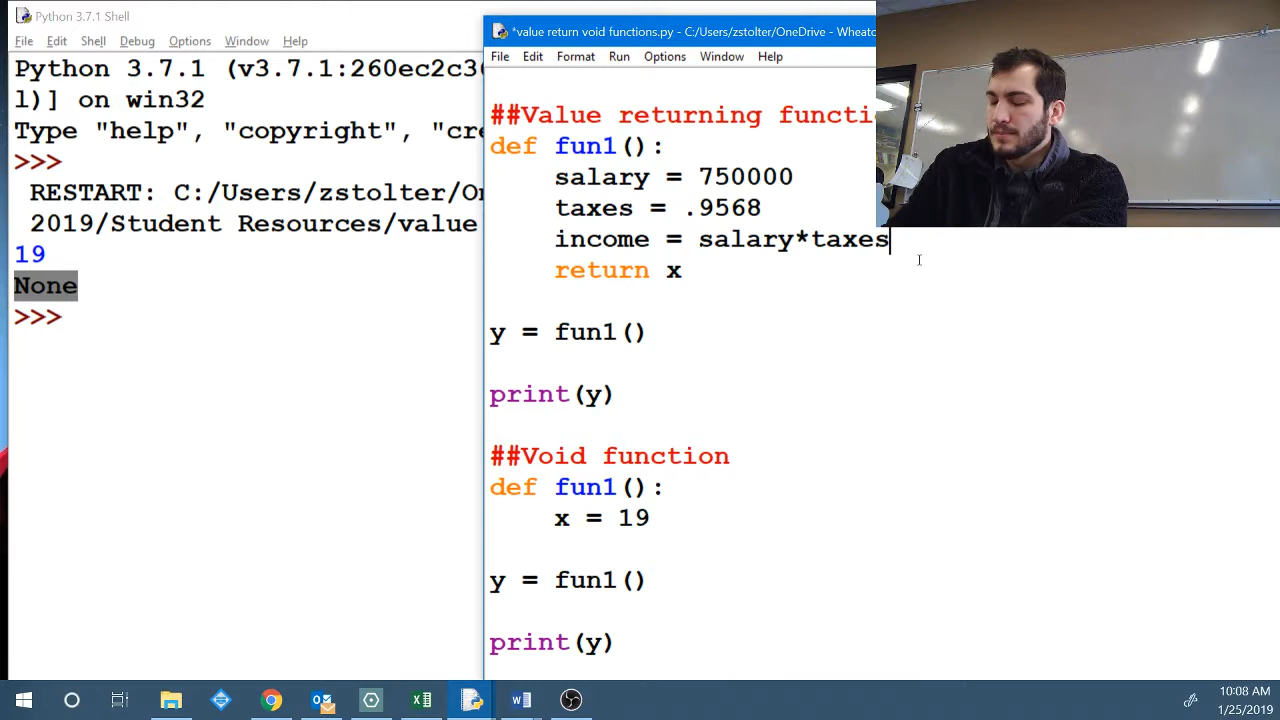 Python 3.7.1 Shell
File Edit Shell Debug Options Window Help
Python 3.7.1 (v3.7.1:260ec2c3
l)] on win32
Type "help", "copyright", "cre
>>>
RESTART: C:/Users/zstolter/On
2019/Student Resources/value
19
None
>>>
*value return void functions.py - C:/Users/zstolter/OneDrive - Wheato
File Edit Format Run Options Window Help
##Value returning functi
def fun1():
salary = 750000
taxes = .9568
income = salary*taxes
return x
y = fun1()
print(y)
##Void function
def fun1():
x = 19
y = fun1()
print(y)
10:08 AM
1/25/2019